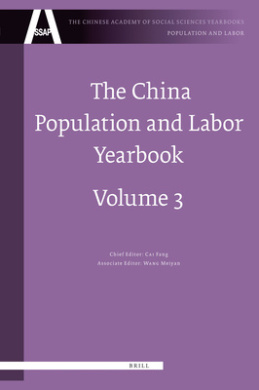 SSAP
THE CHINESE ACADEMY OF SOCIAL SCIENCES YEARBOOKS
POPULATION AND LABOR
The China
Population and Labor
Yearbook
Volume 3
Chief Editor: Cai Fang
Associate Editor: Wang Meiyan
BRILL